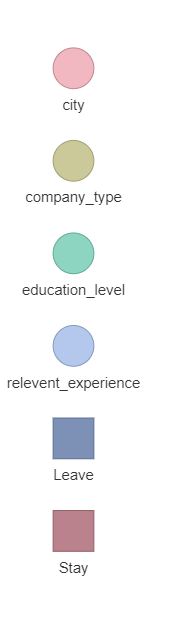 city
company_type
education_level
relevent_experience
Leave
Stay